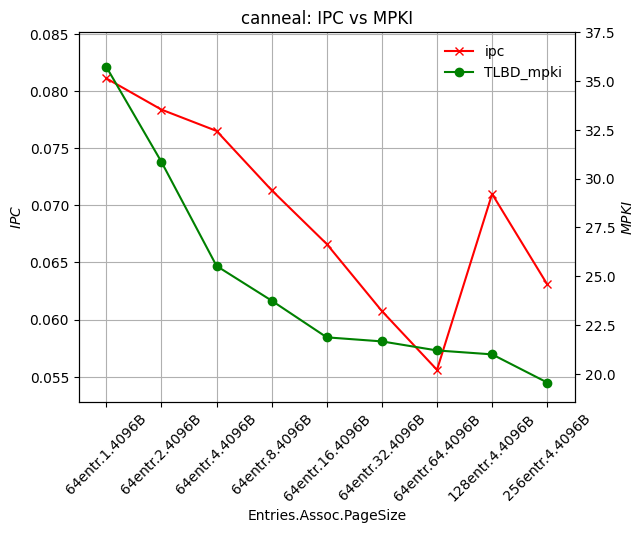 canneal: IPC vs MPKI
0.085
0.080
0.075
0.070
0.065
0.060
0.055
IPC
37.5
35.0
32.5
30.0
27.5
25.0
22.5
20.0
MPKI
ipc
TLBD_mpki
64entr.1.4096B
64entr.2.4096B
64entr.4.4096B
64entr.8.4096B
64entr.16.4096B
64entr.32.4096B
64entr.64.4096B
128entr.4.4096B
256entr.4.4096B
Entries.Assoc.PageSize